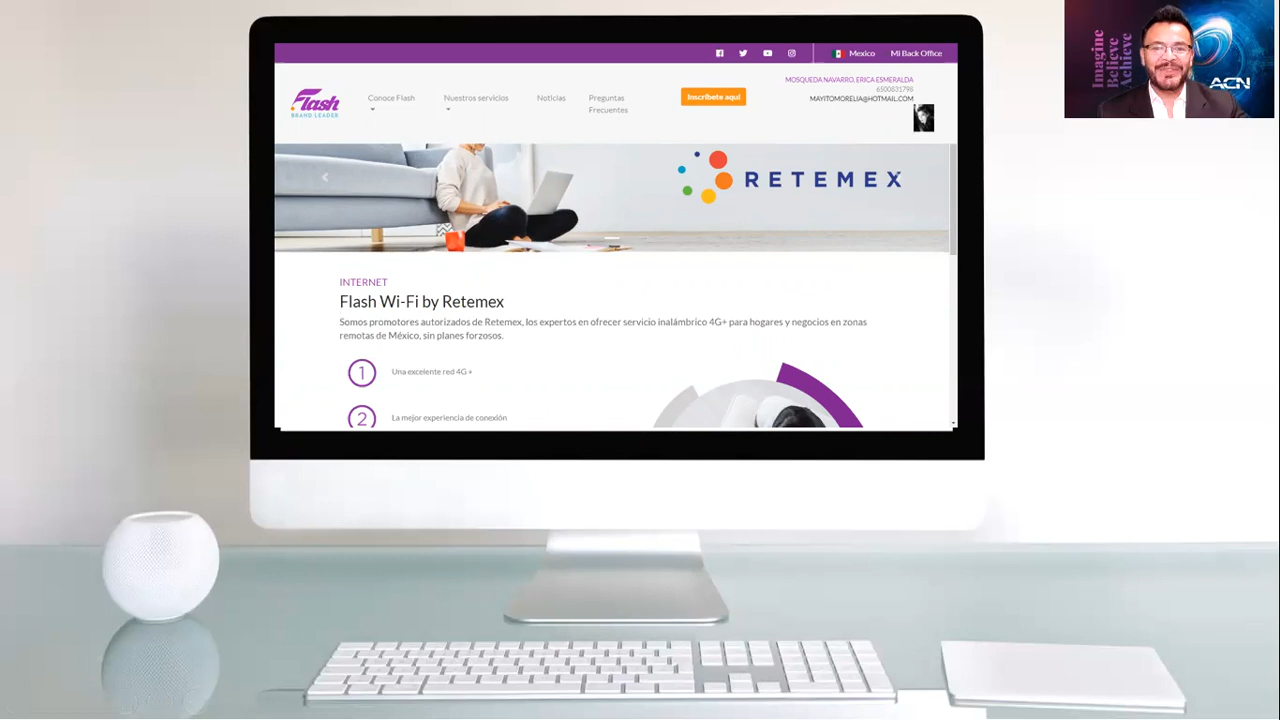 Mexico
Mi Back Office
Flash
BRAND LEADER
Conoce Flash
Nuestros servicios
Noticias
Preguntas
Frecuentes
Inscríbete aquí
MOSQUEDA NAVARRO, ERICA ESMERALDA
6500831798
MAYITOMORELIA@HOTMAIL.COM
RETEMEX
INTERNET
Flash Wi-Fi by Retemex
Somos promotores autorizados de Retemex, los expertos en ofrecer servicio inalámbrico 4G+ para hogares y negocios en zonas
remotas de México, sin planes forzosos.
1
Una excelente red 4G +
2
La mejor experiencia de conexión
Imagine
Believe
Achieve
ACN